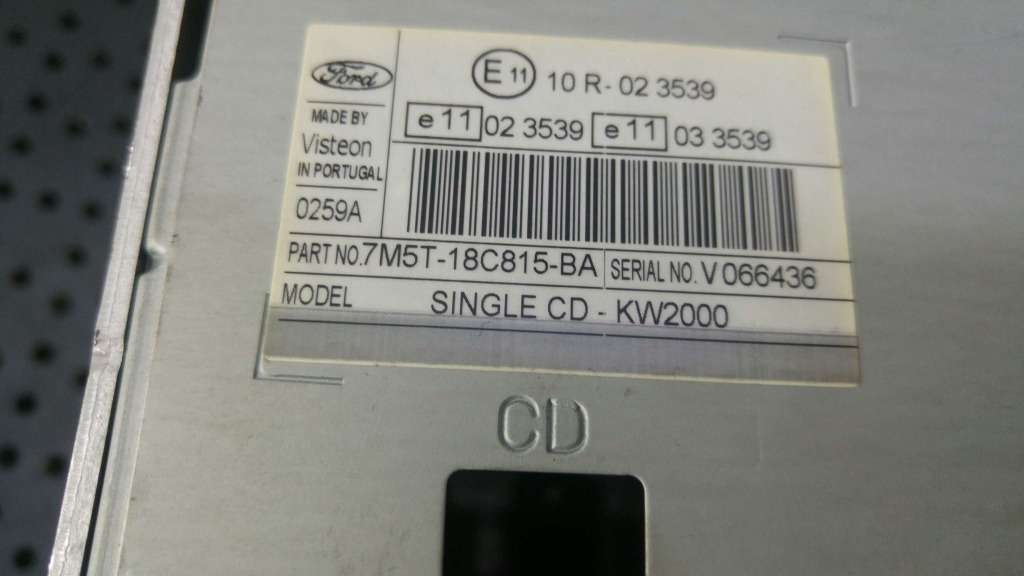 Ford
E 11 10 R - 02 3539
MADE BY
Visteon
IN PORTUGAL
0259A
e 11 02 3539 e 11 03 3539
PART NO. 7M5T-18C815-BA SERIAL NO. V 066436
MODEL SINGLE CD - KW2000
CD